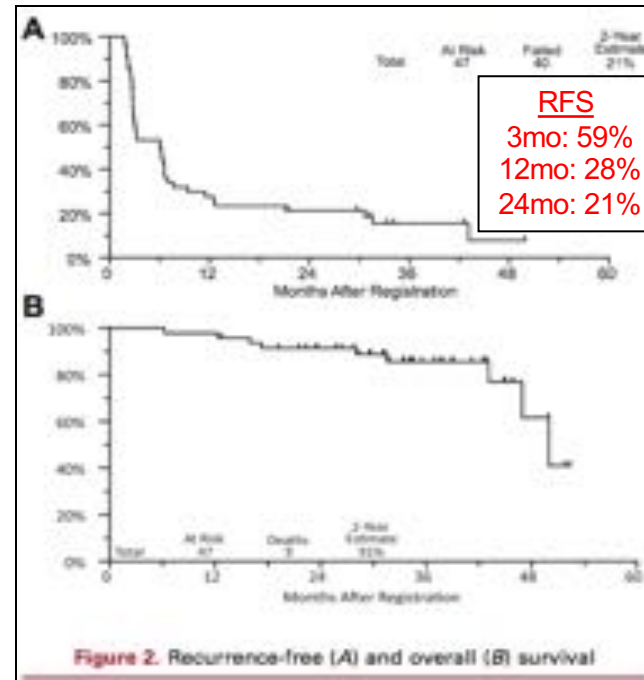 A
100%
80%
60%
40%
20%
0%
At Risk Failed 2-Year Estimate
Total 47 40 21%
RFS
3mo: 59%
12mo: 28%
24mo: 21%
0 12 24 36 48 60
Months After Registration
B
100%
80%
60%
40%
20%
0%
At Risk Deaths 2-Year Estimate
Total 47
0 12 24 36 48 60
Months After Registration
Figure 2. Recurrence-free (A) and overall (B) survival